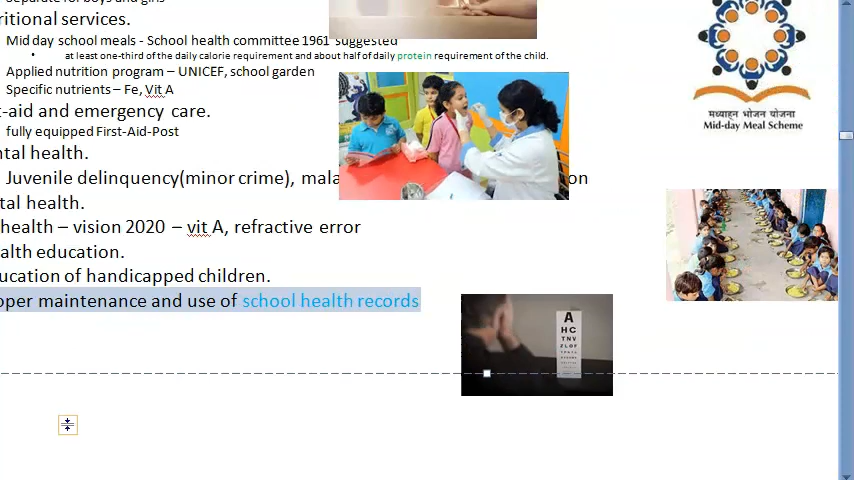 Separate for boys and girls
ritional services.
Mid day school meals - School health committee 1961 suggested
• at least one-third of the daily calorie requirement and about half of daily protein requirement of the child.
Applied nutrition program – UNICEF, school garden
Specific nutrients – Fe, Vit A
t-aid and emergency care.
fully equipped First-Aid-Post
ntal health.
Juvenile delinquency(minor crime), mala
on
tal health.
health – vision 2020 – vit A, refractive error
alth education.
ucation of handicapped children.
oper maintenance and use of school health records
मध्याह्न भोजन योजना
Mid-day Meal Scheme
A
H C
T N V
Z L O F